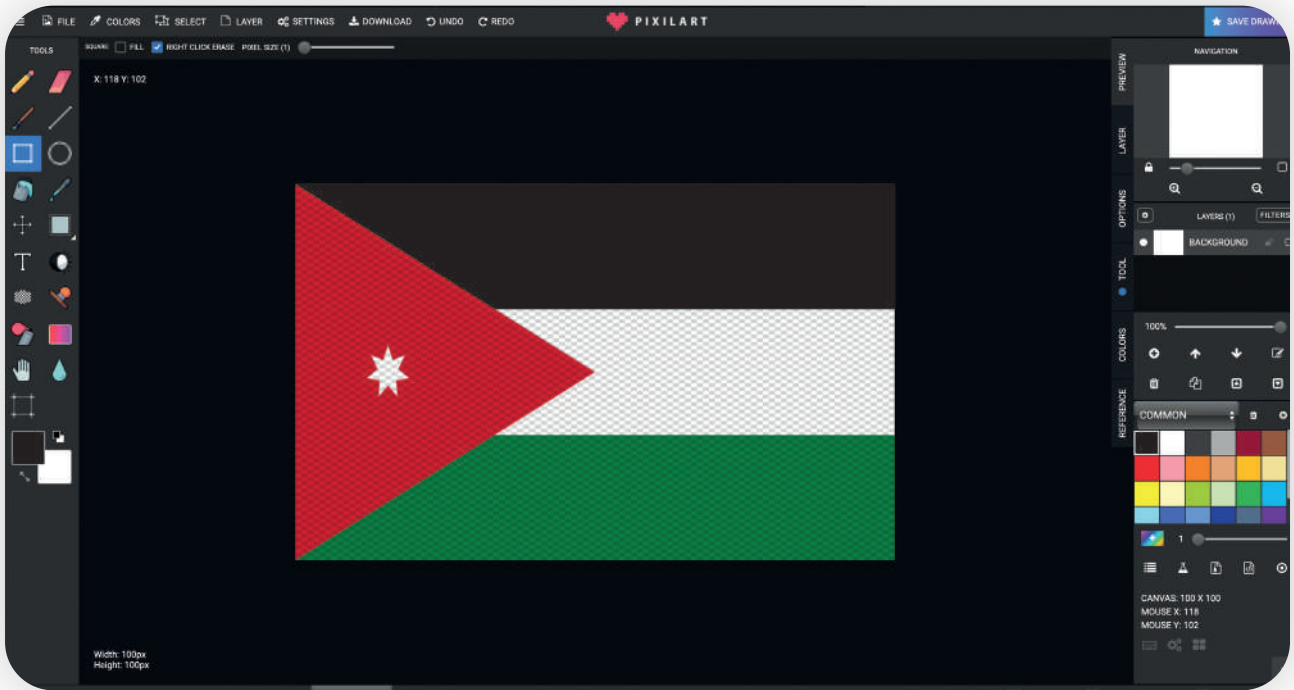 FILE COLORS SELECT LAYER SETTINGS DOWNLOAD UNDO REDO PIXILART
TOOLS
SQUARE: FILL RIGHT CLICK ERASE PIXEL SIZE (1)
X: 118 Y: 102
Width: 100px
Height: 100px
PREVIEW
LAYER
OPTIONS
TOOL
COLORS
REFERENCE
SAVE
NAVIGATION
LAYERS (1) FILTERS
BACKGROUND
100%
COMMON
1
CANVAS: 100 X 100
MOUSE X: 118
MOUSE Y: 102